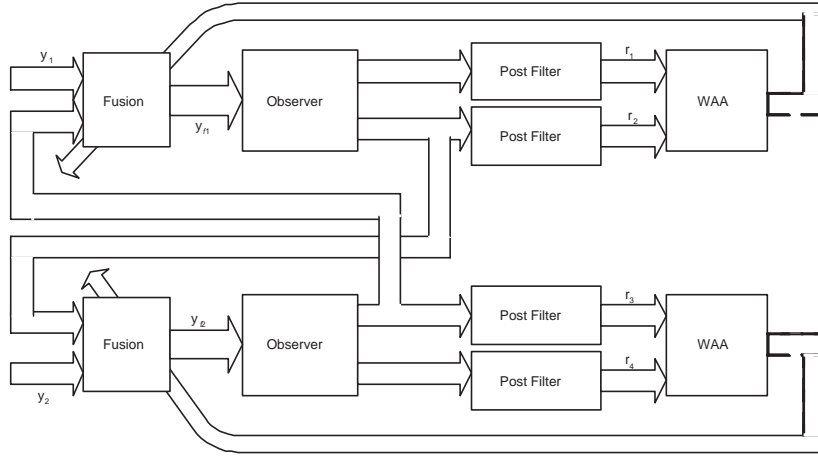 y1
Fusion
yf1
Observer
Post Filter
Post Filter
r1
r2
WAA
Fusion
y2
yf2
Observer
Post Filter
Post Filter
r3
r4
WAA